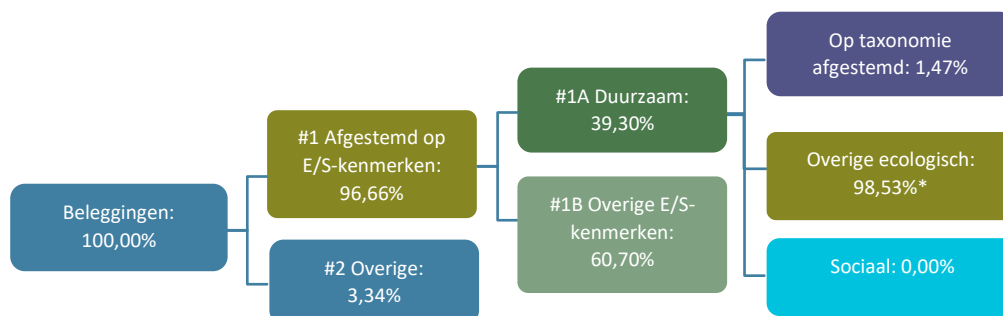 Beleggingen:
100,00%
#1 Afgestemd op
E/S-kenmerken:
96,66%
#2 Overige:
3,34%
#1A Duurzaam:
39,30%
#1B Overige E/S-
kenmerken:
60,70%
Op taxonomie
afgestemd: 1,47%
Overige ecologisch:
98,53%*
Sociaal: 0,00%